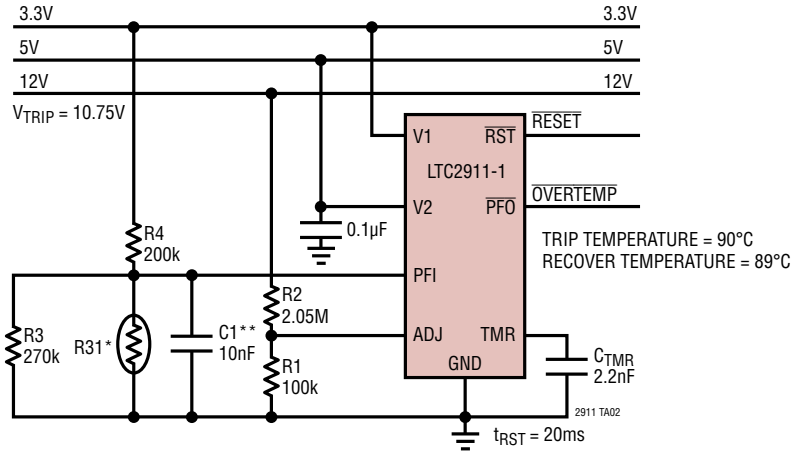 3.3V
3.3V
5V
5V
12V
12V
VTRIP = 10.75V
V1
RST
RESET
LTC2911-1
V2
PFO
OVERTEMP
0.1µF
TRIP TEMPERATURE = 90°C
RECOVER TEMPERATURE = 89°C
R4
200k
PFI
R2
2.05M
R3
270k
R31*
C1**
10nF
ADJ
TMR
R1
100k
GND
CTMR
2.2nF
2911 TA02
tRST = 20ms